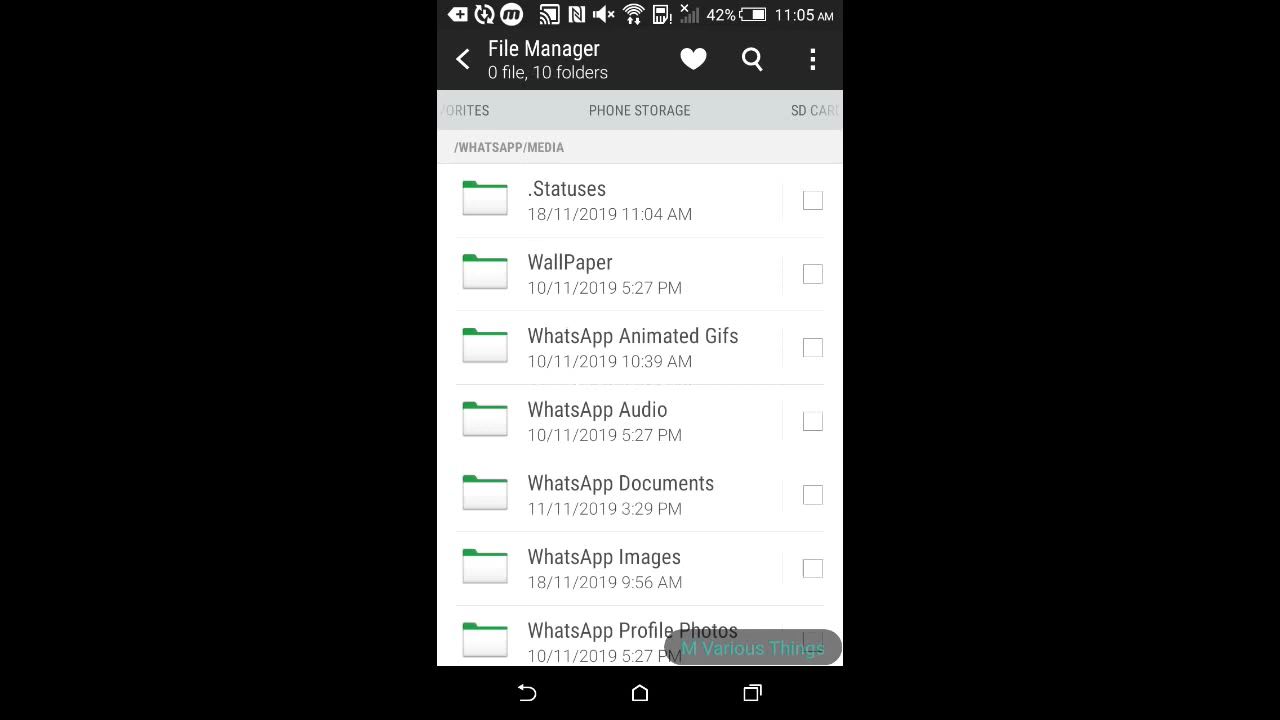 42% 11:05 AM
File Manager
0 file, 10 folders
ORITES PHONE STORAGE SD CARD
/WHATSAPP/MEDIA
.Statuses
18/11/2019 11:04 AM
WallPaper
10/11/2019 5:27 PM
WhatsApp Animated Gifs
10/11/2019 10:39 AM
WhatsApp Audio
10/11/2019 5:27 PM
WhatsApp Documents
11/11/2019 3:29 PM
WhatsApp Images
18/11/2019 9:56 AM
WhatsApp Profile Photos
10/11/2019 5:27 PM
M Various Things